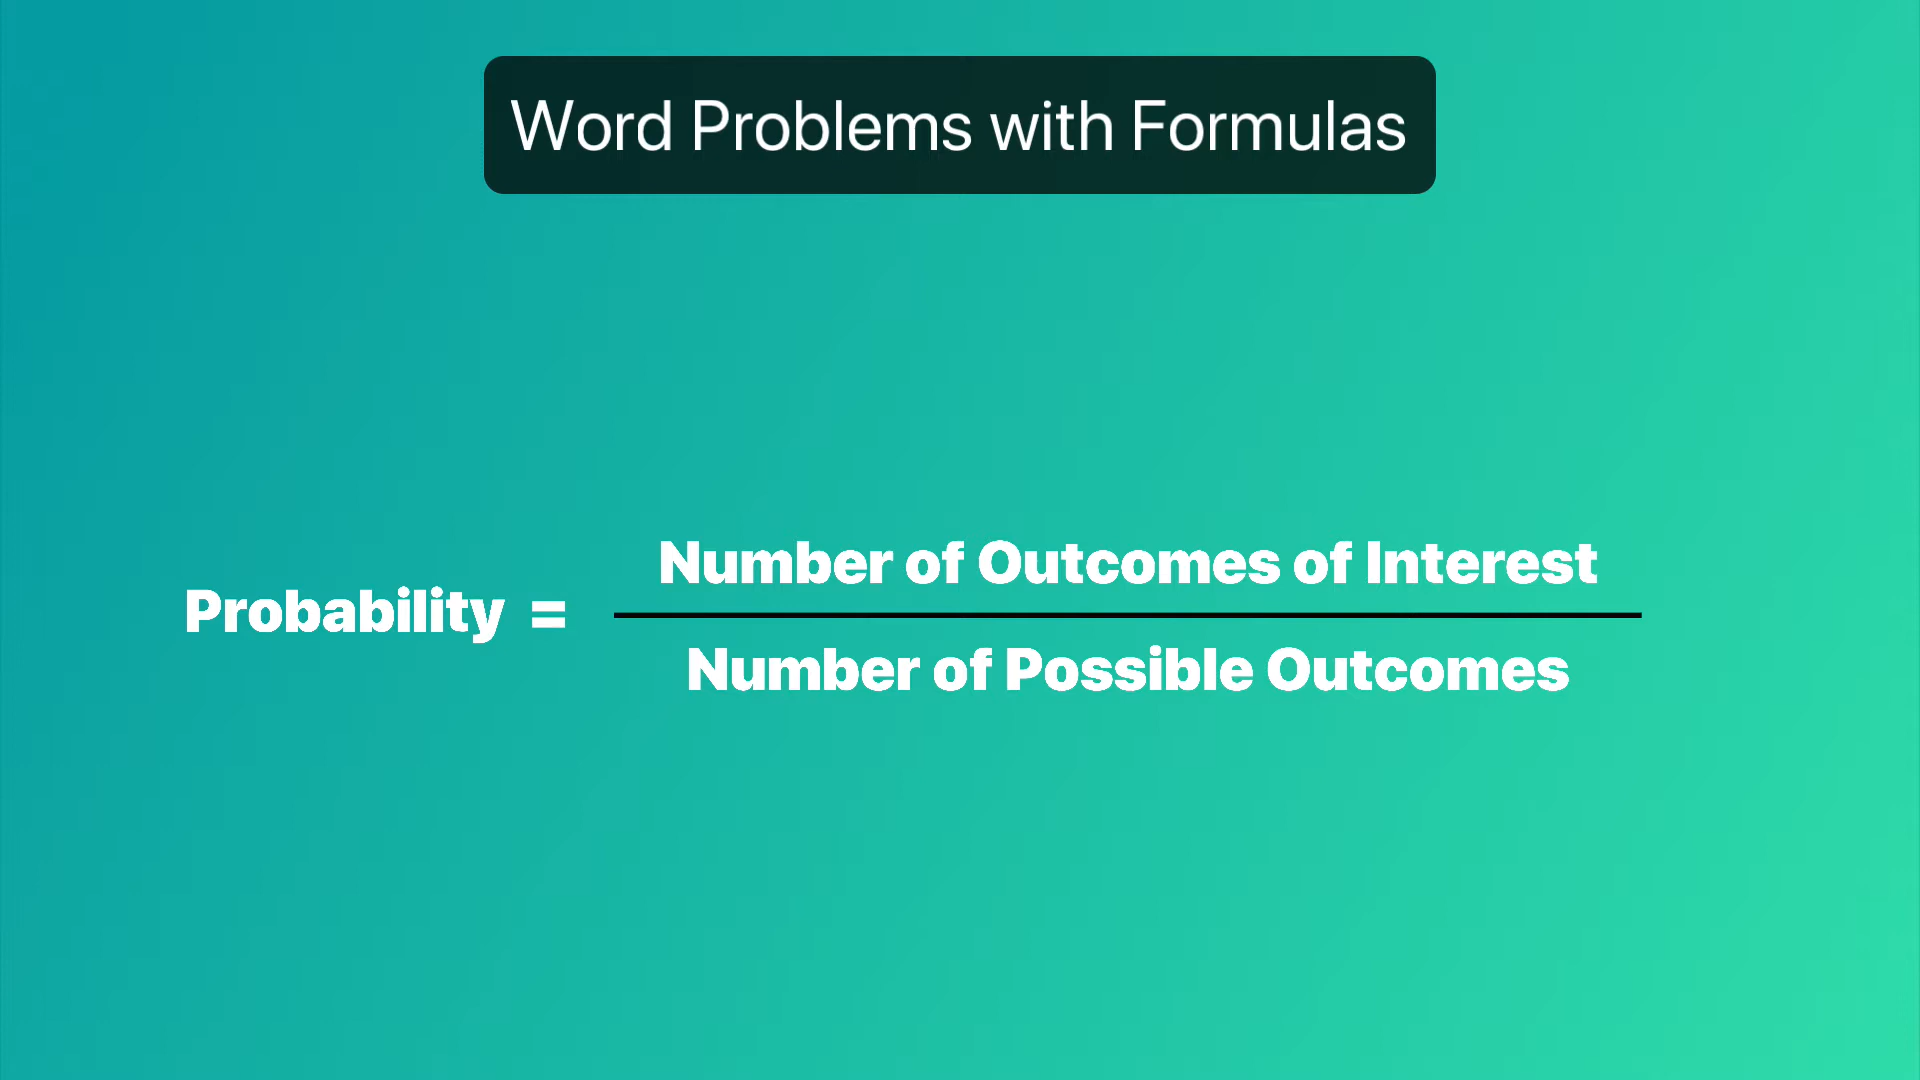 Word Problems with Formulas
Number of Outcomes of Interest
Probability =
Number of Possible Outcomes